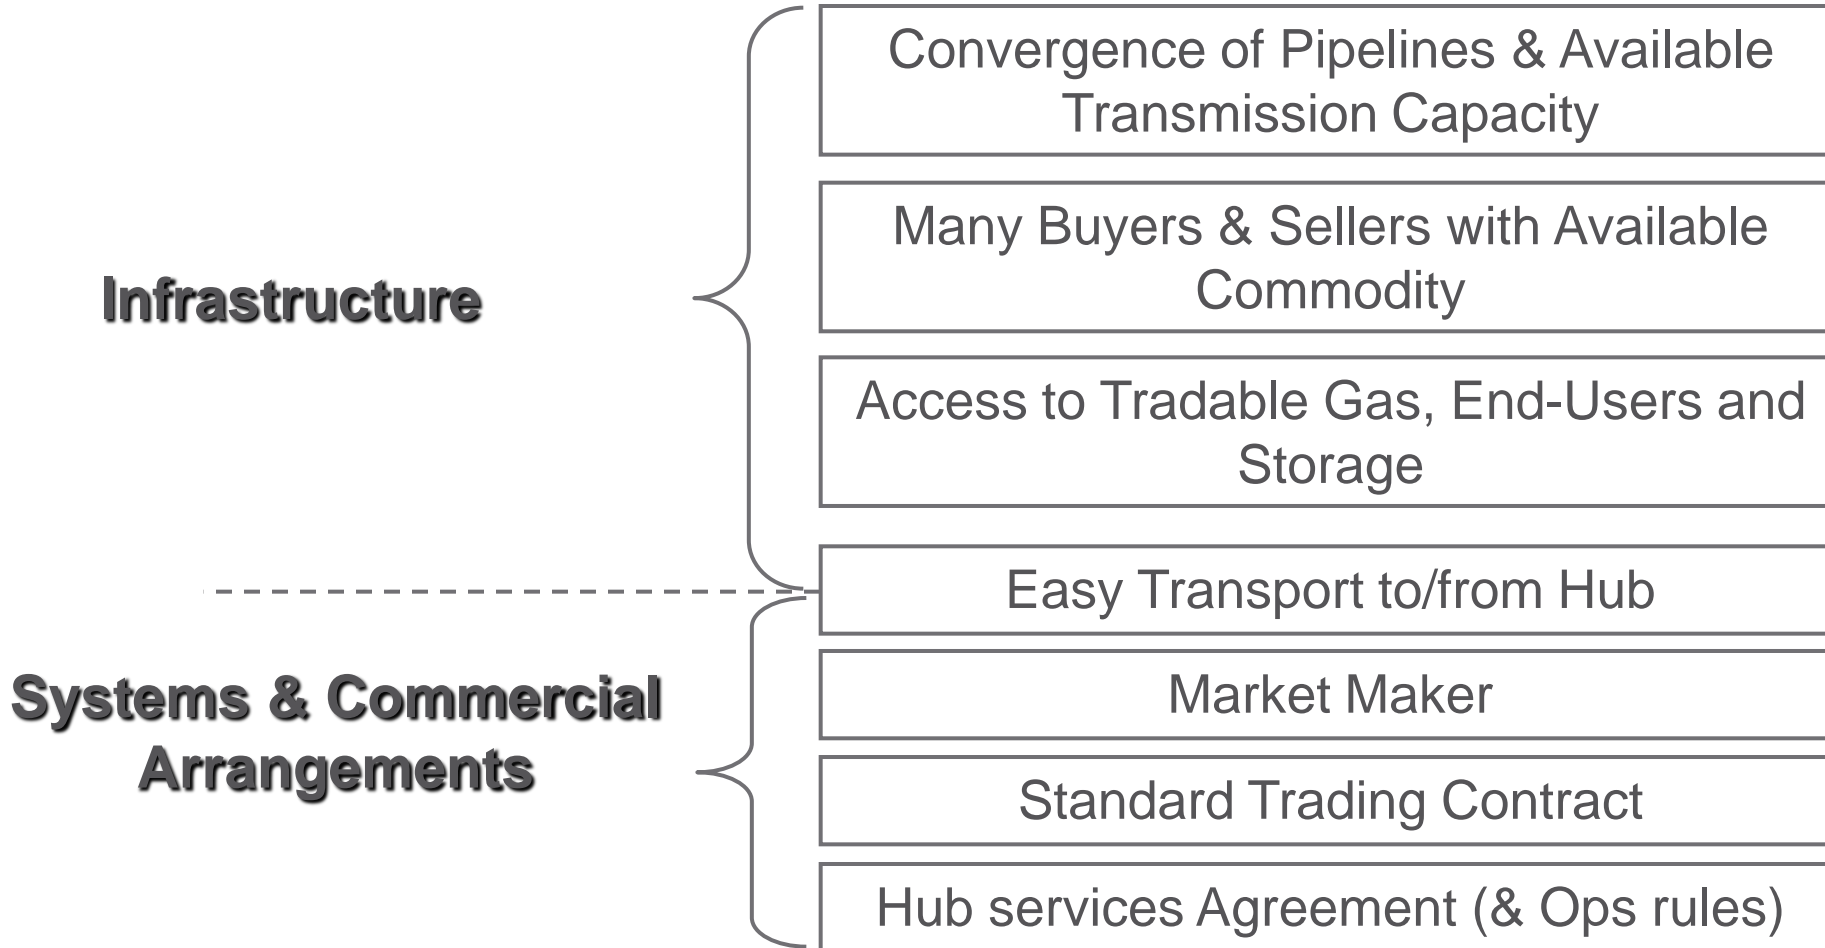 Convergence of Pipelines & Available
Transmission Capacity
Many Buyers & Sellers with Available
Commodity
Infrastructure
Access to Tradable Gas, End-Users and
Storage
Easy Transport to/from Hub
Systems & Commercial
Arrangements
Market Maker
Standard Trading Contract
Hub services Agreement (& Ops rules)